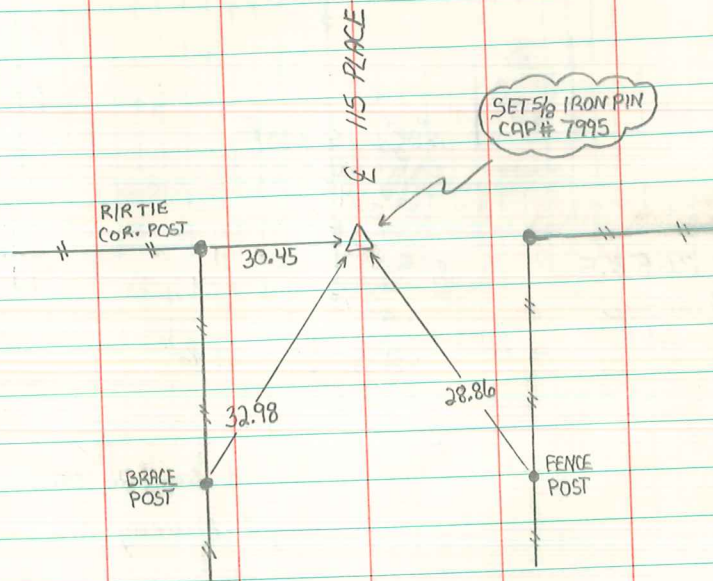 ℄ 115 PLACE
SET 5/8 IRON PIN
CAP # 7995
R/R TIE
COR. POST
30.45
32.98
28.86
BRACE
POST
FENCE
POST